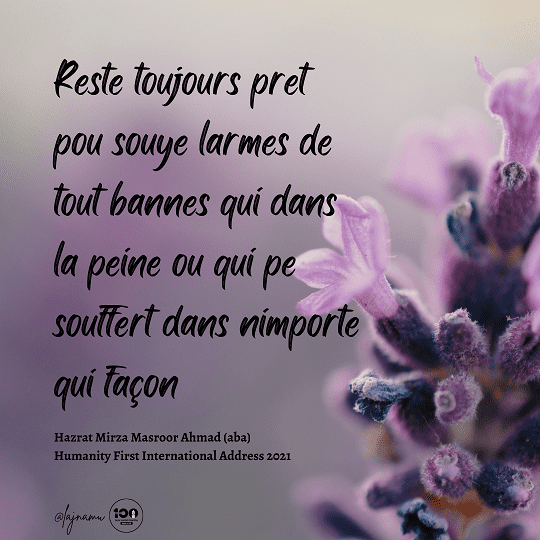 Reste toujours pret
pou souye larmes de
tout bannes qui dans
la peine ou qui pe
souffert dans nimporte
qui façon
Hazrat Mirza Masroor Ahmad (aba)
Humanity First International Address 2021
@lajnamu
100